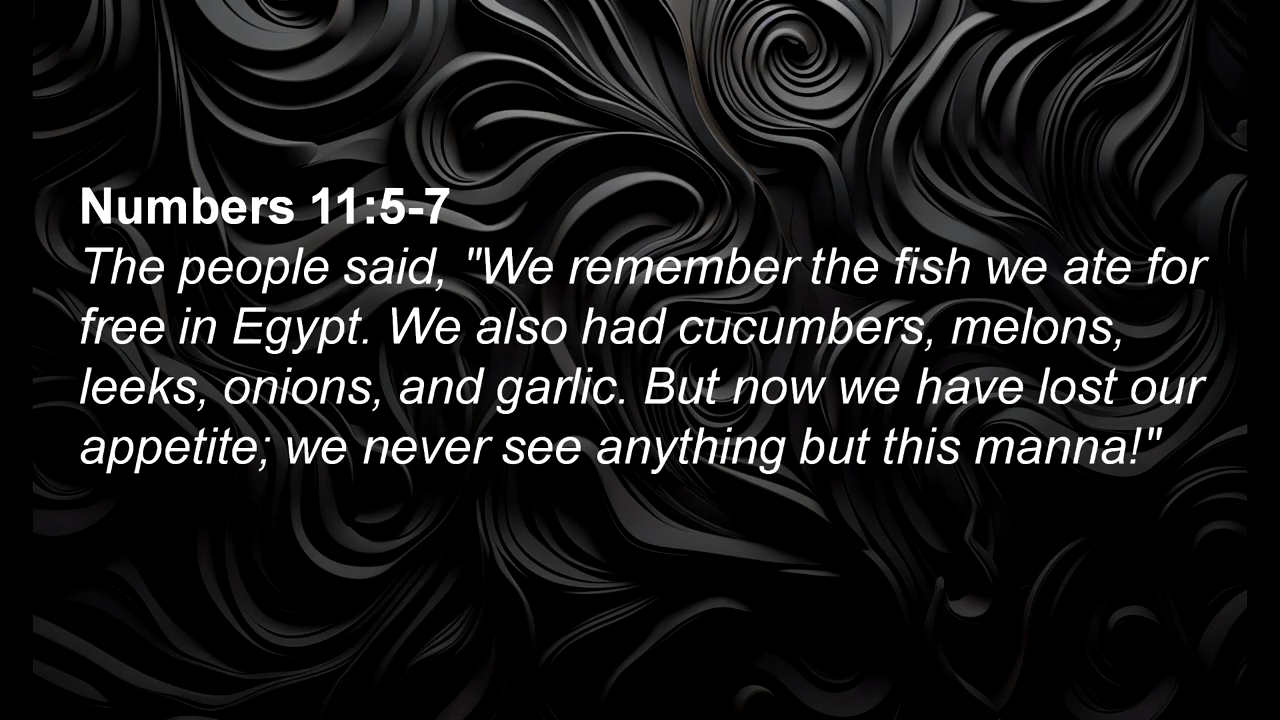 Numbers 11:5-7
The people said, "We remember the fish we ate for
free in Egypt. We also had cucumbers, melons,
leeks, onions, and garlic. But now we have lost our
appetite; we never see anything but this manna!"